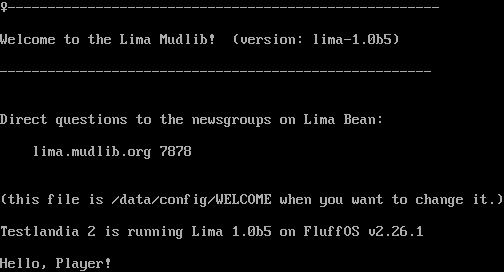 ♀------------------------------------------------------
Welcome to the Lima Mudlib!  (version: lima-1.0b5)
------------------------------------------------------
Direct questions to the newsgroups on Lima Bean:
    lima.mudlib.org 7878
(this file is /data/config/WELCOME when you want to change it.)
Testlandia 2 is running Lima 1.0b5 on FluffOS v2.26.1
Hello, Player!